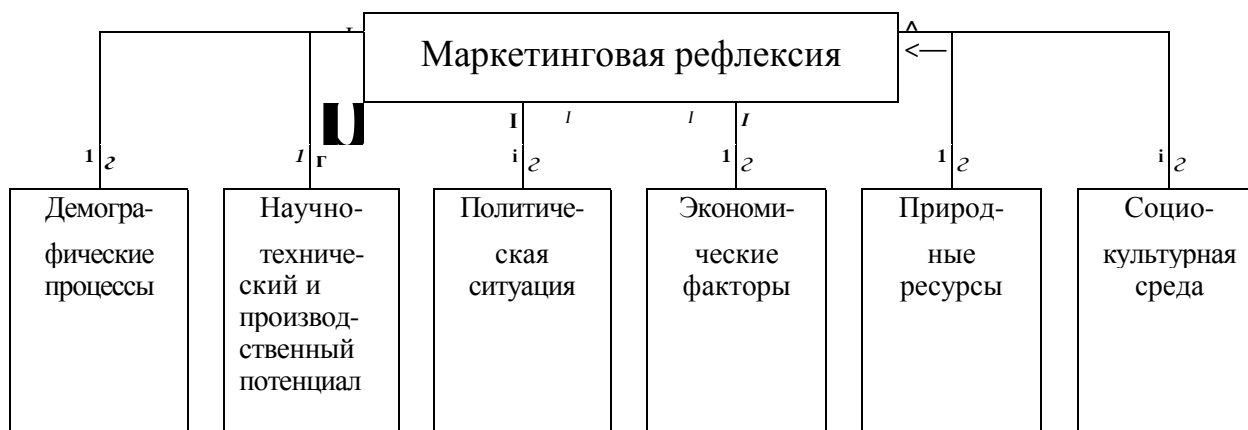 Маркетинговая рефлексия
Демогра-
фические
процессы
Научно-
техниче-
ский и
производ-
ственный
потенциал
Политиче-
ская
ситуация
Экономи-
ческие
факторы
Природ-
ные
ресурсы
Социо-
культурная
среда